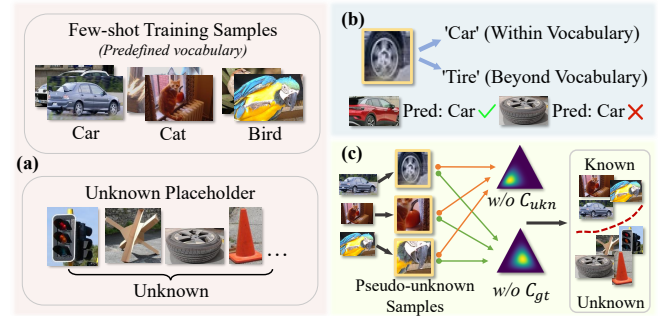 Few-shot Training Samples
(Predefined vocabulary)
Car Cat Bird
(a)
Unknown Placeholder
...
Unknown
(b)
'Car' (Within Vocabulary)
'Tire' (Beyond Vocabulary)
Pred: Car ✓ Pred: Car ✗
(c)
Pseudo-unknown
Samples
w/o C_ukn
w/o C_gt
Known
Unknown